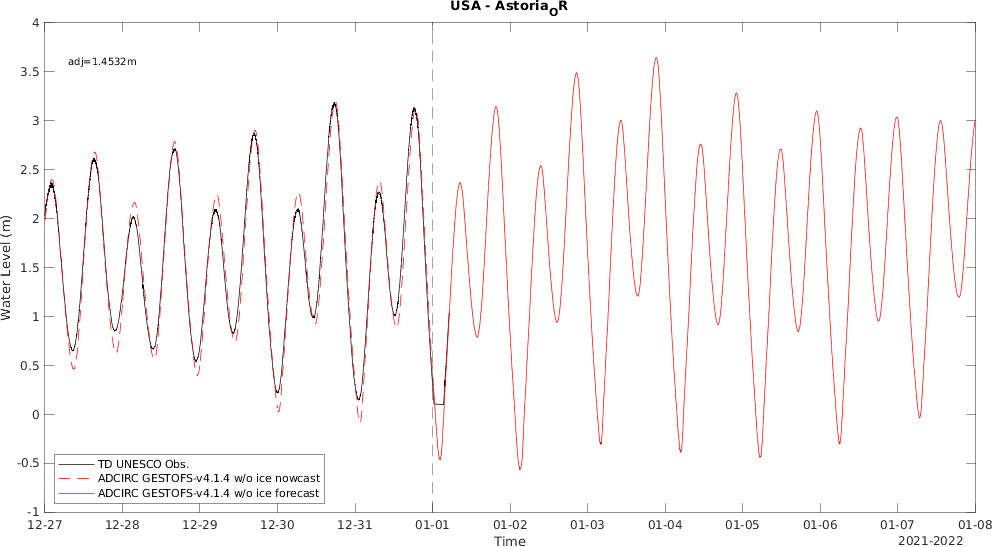 USA - Astoria_OR
adj=1.4532m
4
3.5
3
2.5
2
1.5
1
0.5
0
-0.5
-1
Water Level (m)
TD UNESCO Obs.
ADCIRC GESTOFS-v4.1.4 w/o ice nowcast
ADCIRC GESTOFS-v4.1.4 w/o ice forecast
12-27 12-28 12-29 12-30 12-31 01-01 01-02 01-03 01-04 01-05 01-06 01-07 01-08
Time
2021-2022